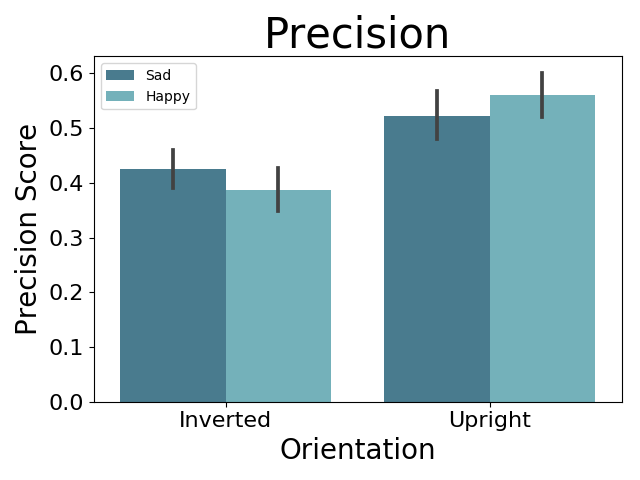 Precision
Sad
Happy
0.6
0.5
0.4
0.3
0.2
0.1
0.0
Precision Score
Inverted
Upright
Orientation